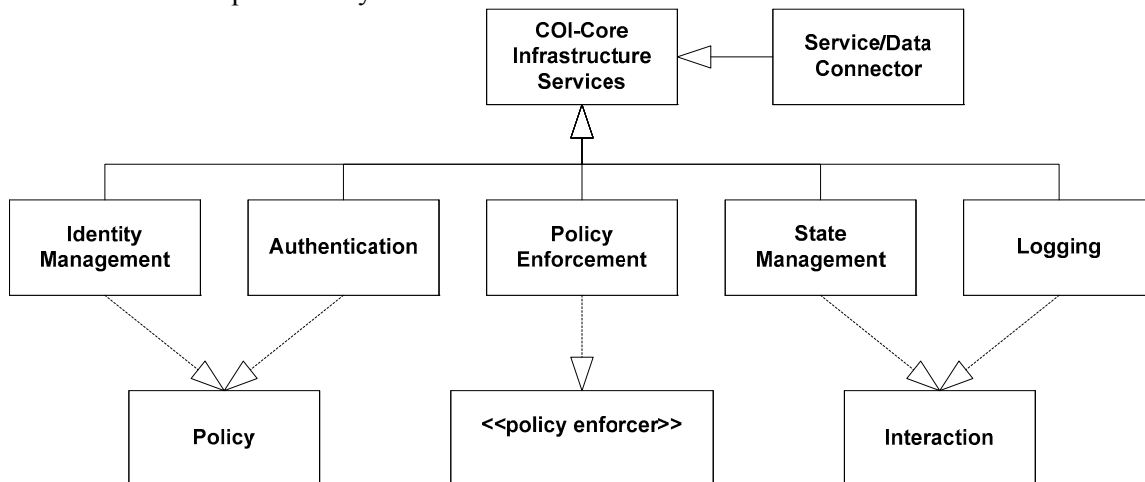 COI-Core
Infrastructure
Services
Service/Data
Connector
Identity
Management
Authentication
Policy
Enforcement
State
Management
Logging
Policy
<<policy enforcer>>
Interaction